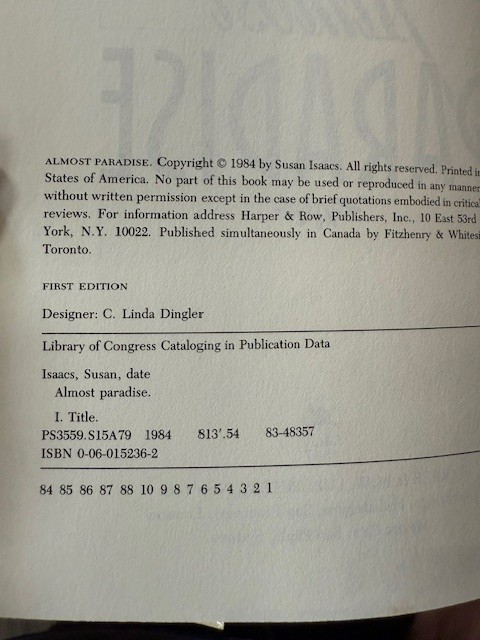 ALMOST PARADISE. Copyright © 1984 by Susan Isaacs. All rights reserved. Printed in
States of America. No part of this book may be used or reproduced in any manner
without written permission except in the case of brief quotations embodied in critical
reviews. For information address Harper & Row, Publishers, Inc., 10 East 53rd
York, N.Y. 10022. Published simultaneously in Canada by Fitzhenry & Whitesi
Toronto.
FIRST EDITION
Designer: C. Linda Dingler
Library of Congress Cataloging in Publication Data
Isaacs, Susan, date
Almost paradise.
I. Title.
PS3559.S15A79 1984 813'.54 83-48357
ISBN 0-06-015236-2
84 85 86 87 88 10 9 8 7 6 5 4 3 2 1